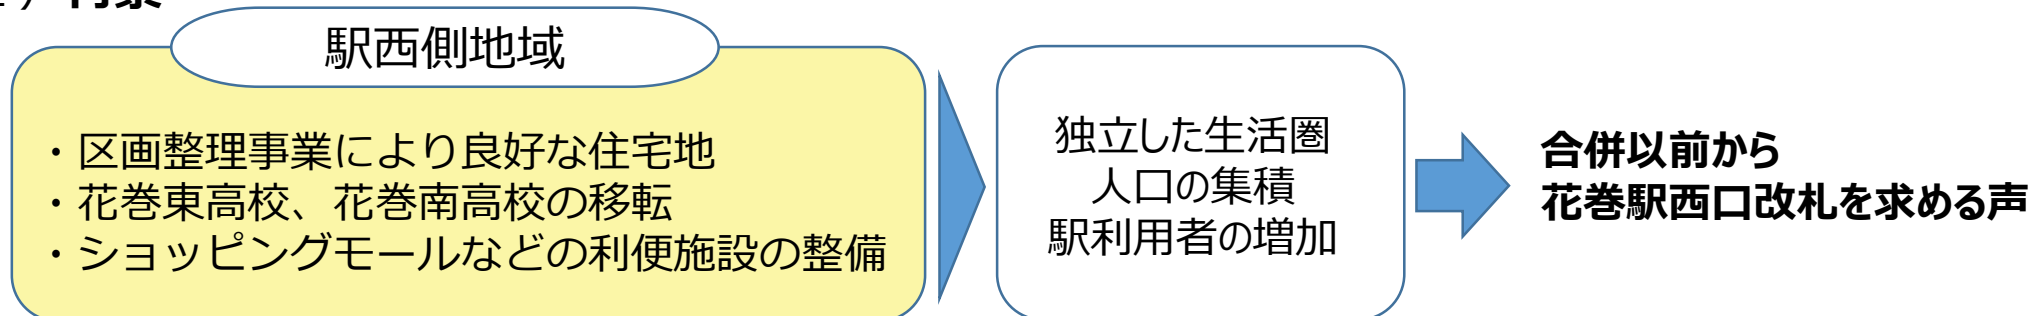 駅西側地域
・区画整理事業により良好な住宅地
・花巻東高校、花巻南高校の移転
・ショッピングモールなどの利便施設の整備
独立した生活圏
人口の集積
駅利用者の増加
合併以前から
花巻駅西口改札を求める声